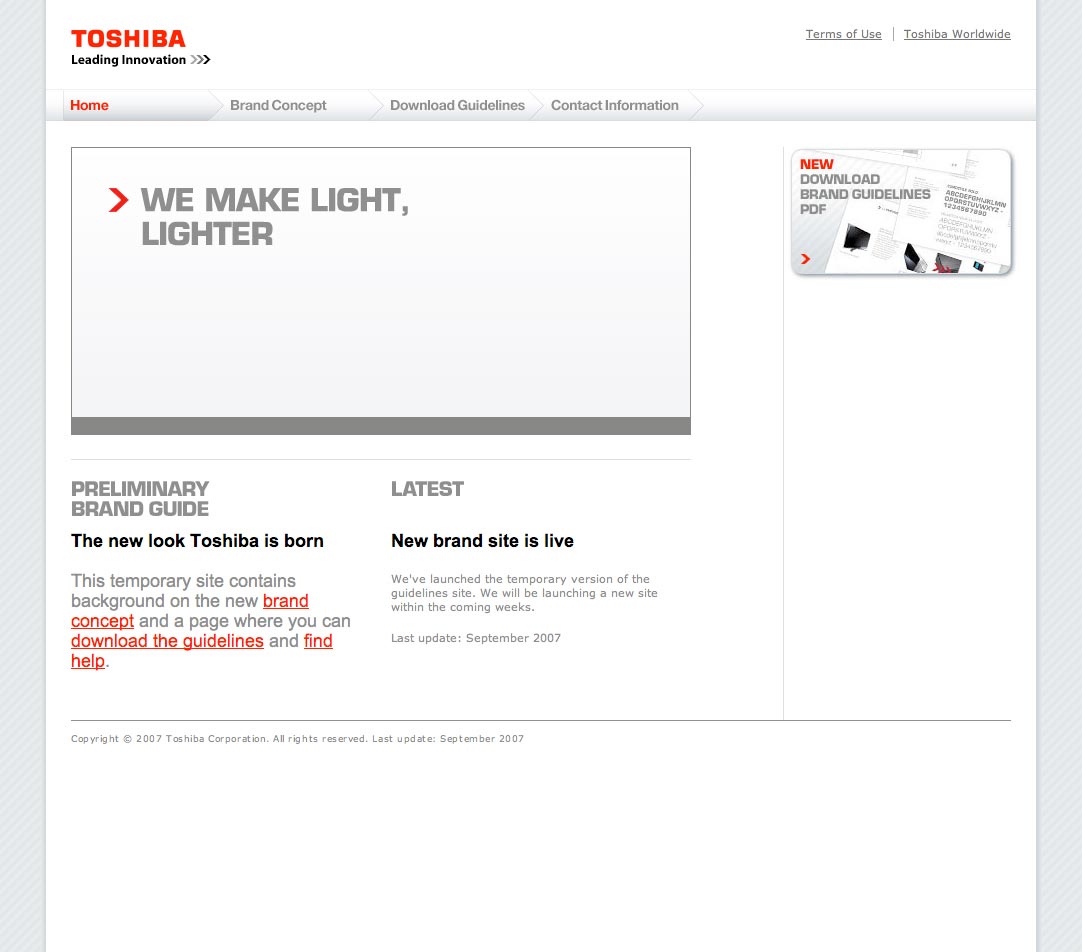 TOSHIBA
Leading Innovation >>>
Terms of Use
Toshiba Worldwide
Home
Brand Concept
Download Guidelines
Contact Information
WE MAKE LIGHT,
LIGHTER
NEW
DOWNLOAD
BRAND GUIDELINES
PDF
ABCDEFGHIJKLMN
OPQRSTUVWXYZ -
1234567890
ABCDEFGHIJKLMN
OPQRSTUVWXYZ
PRELIMINARY
BRAND GUIDE
The new look Toshiba is born
This temporary site contains
background on the new brand
concept and a page where you can
download the guidelines and find
help.
LATEST
New brand site is live
We've launched the temporary version of the
guidelines site. We will be launching a new site
within the coming weeks.
Last update: September 2007
Copyright © 2007 Toshiba Corporation. All rights reserved. Last update: September 2007